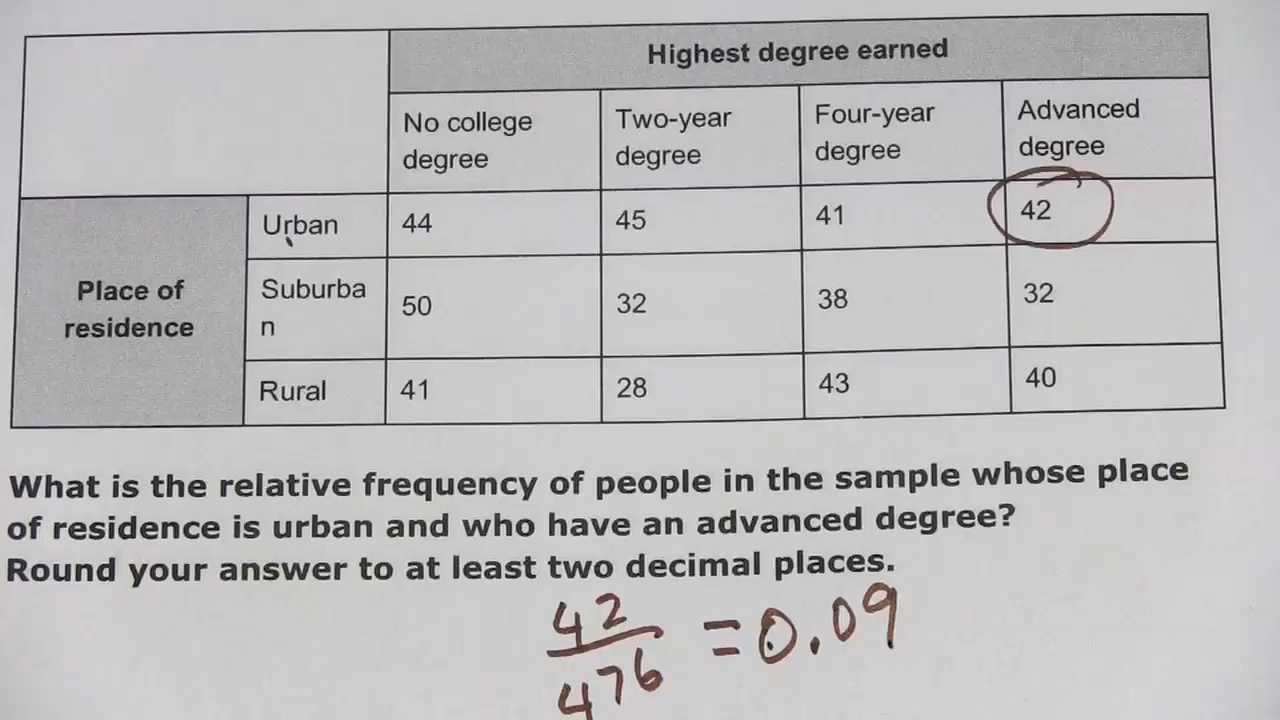 Highest degree earned
No college Two-year Four-year Advanced
degree degree degree degree
Urban 44 45 41 42
Place of
residence
Suburba
n 50 32 38 32
Rural 41 28 43 40
What is the relative frequency of people in the sample whose place
of residence is urban and who have an advanced degree?
Round your answer to at least two decimal places.
42
476
=0.09